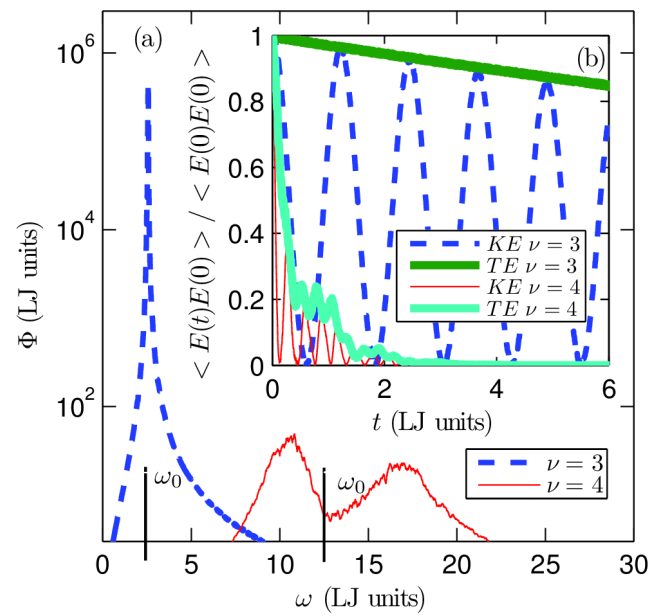 (a)
(b)
10^6
10^4
10^2
Φ (LJ units)
0 5 10 15 20 25 30
ω (LJ units)
ω_0
ω_0
ν = 3
ν = 4
< E(t)E(0) > / < E(0)E(0) >
1
0.8
0.6
0.4
0.2
0
0 2 4 6
t (LJ units)
KE ν = 3
TE ν = 3
KE ν = 4
TE ν = 4